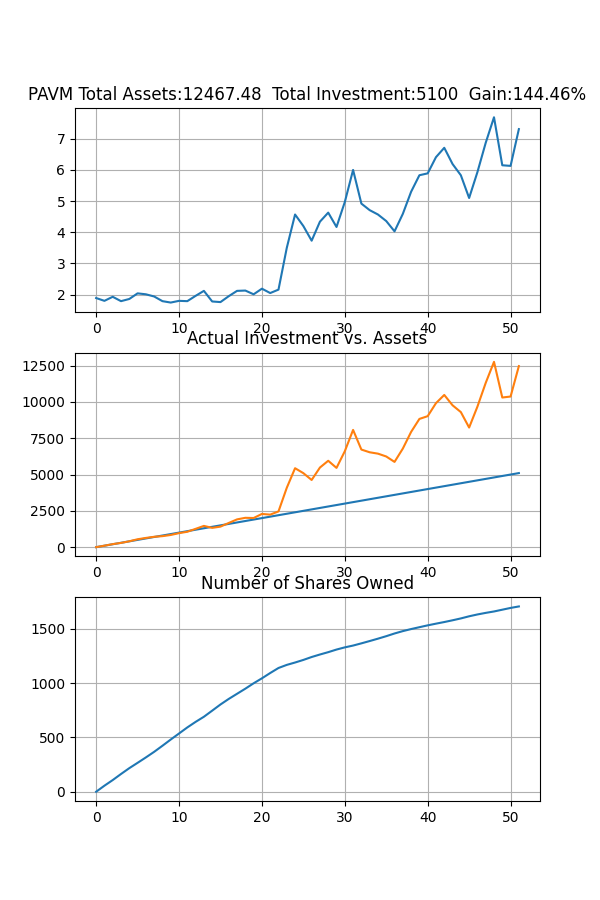 PAVM Total Assets:12467.48  Total Investment:5100  Gain:144.46%
7
6
5
4
3
2
0 10 20 30 40 50
Actual Investment vs. Assets
12500
10000
7500
5000
2500
0
0 10 20 30 40 50
Number of Shares Owned
1500
1000
500
0
0 10 20 30 40 50